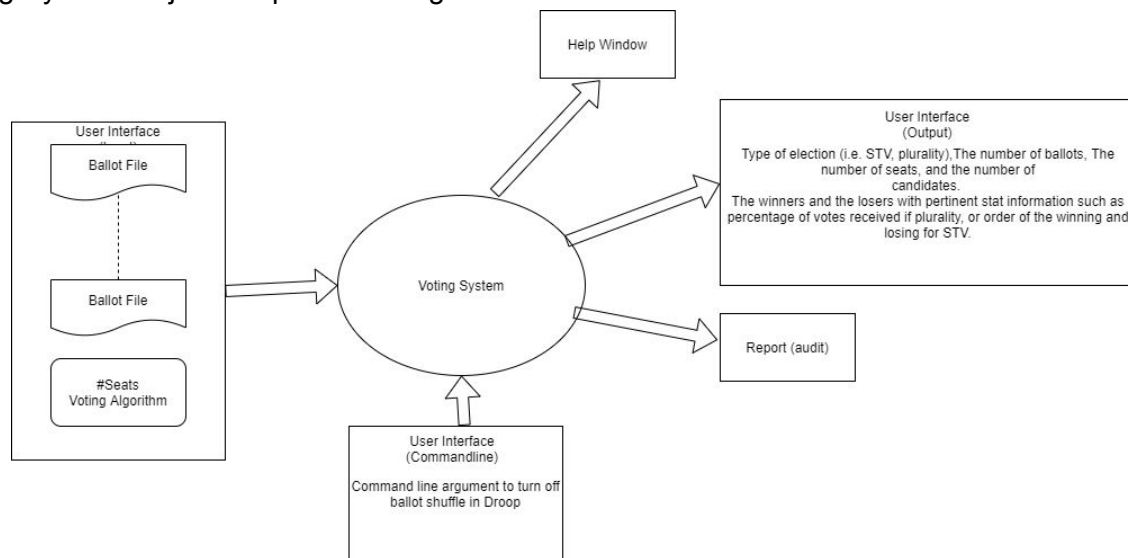 Help Window
User Interface
Ballot File
Ballot File
#Seats
Voting Algorithm
Voting System
User Interface
(Output)
Type of election (i.e. STV, plurality),The number of ballots, The
number of seats, and the number of
candidates.
The winners and the losers with pertinent stat information such as
percentage of votes received if plurality, or order of the winning and
losing for STV.
Report (audit)
User Interface
(Commandline)
Command line argument to turn off
ballot shuffle in Droop